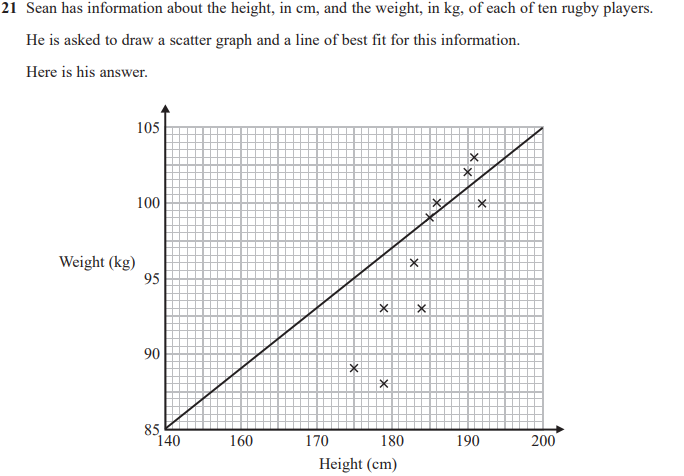 21 Sean has information about the height, in cm, and the weight, in kg, of each of ten rugby players.
He is asked to draw a scatter graph and a line of best fit for this information.
Here is his answer.
105
100
Weight (kg)
95
90
85
140 160 170 180 190 200
Height (cm)